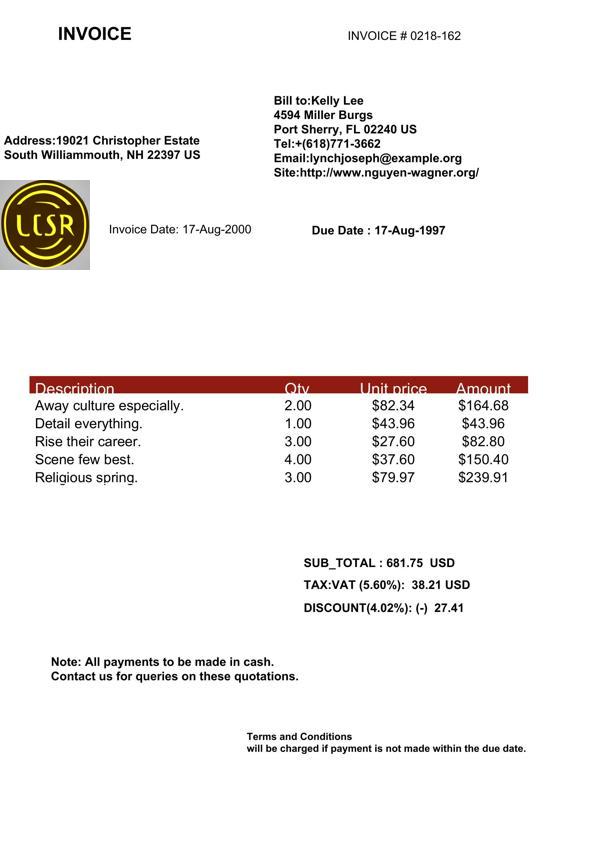 INVOICE
INVOICE # 0218-162
Bill to:Kelly Lee
4594 Miller Burgs
Port Sherry, FL 02240 US
Tel:+(618)771-3662
Email:lynchjoseph@example.org
Site:http://www.nguyen-wagner.org/
Address:19021 Christopher Estate
South Williammouth, NH 22397 US
LCSR
Invoice Date: 17-Aug-2000
Due Date : 17-Aug-1997
Description Qty Unit price Amount
Away culture especially. 2.00 $82.34 $164.68
Detail everything. 1.00 $43.96 $43.96
Rise their career. 3.00 $27.60 $82.80
Scene few best. 4.00 $37.60 $150.40
Religious spring. 3.00 $79.97 $239.91
SUB_TOTAL : 681.75 USD
TAX:VAT (5.60%): 38.21 USD
DISCOUNT(4.02%): (-) 27.41
Note: All payments to be made in cash.
Contact us for queries on these quotations.
Terms and Conditions
will be charged if payment is not made within the due date.